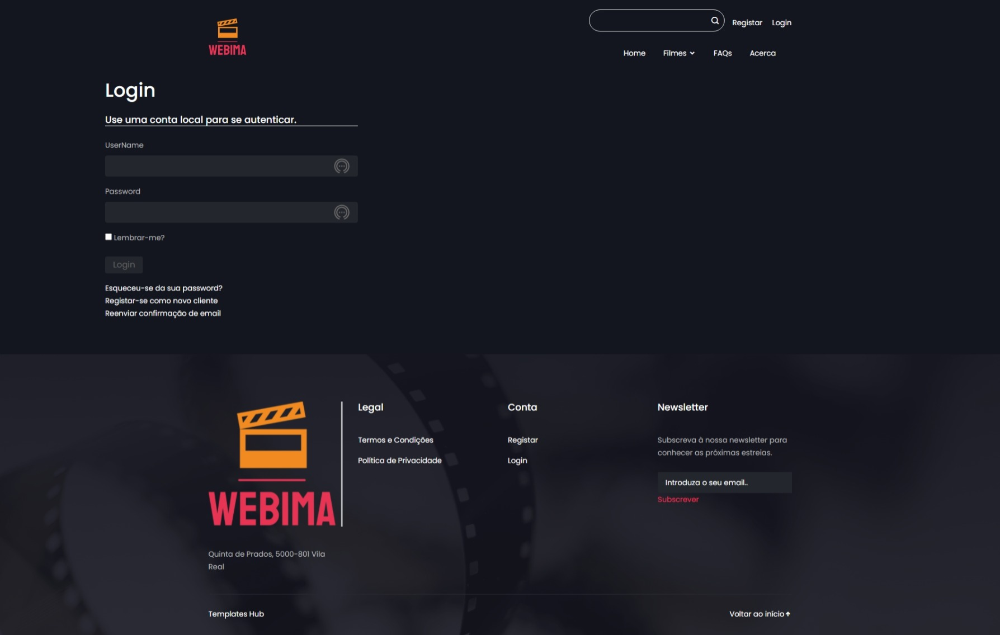 WEBIMA
Registar Login
Home Filmes FAQs Acerca
Login
Use uma conta local para se autenticar.
UserName
Password
Lembrar-me?
Login
Esqueceu-se da sua password?
Registar-se como novo cliente
Reenviar confirmação de email
WEBIMA
Quinta de Prados, 5000-801 Vila
Real
Legal
Termos e Condições
Política de Privacidade
Conta
Registar
Login
Newsletter
Subscreva à nossa newsletter para
conhecer as próximas estreias.
Introduza o seu email..
Subscrever
Templates Hub
Voltar ao início